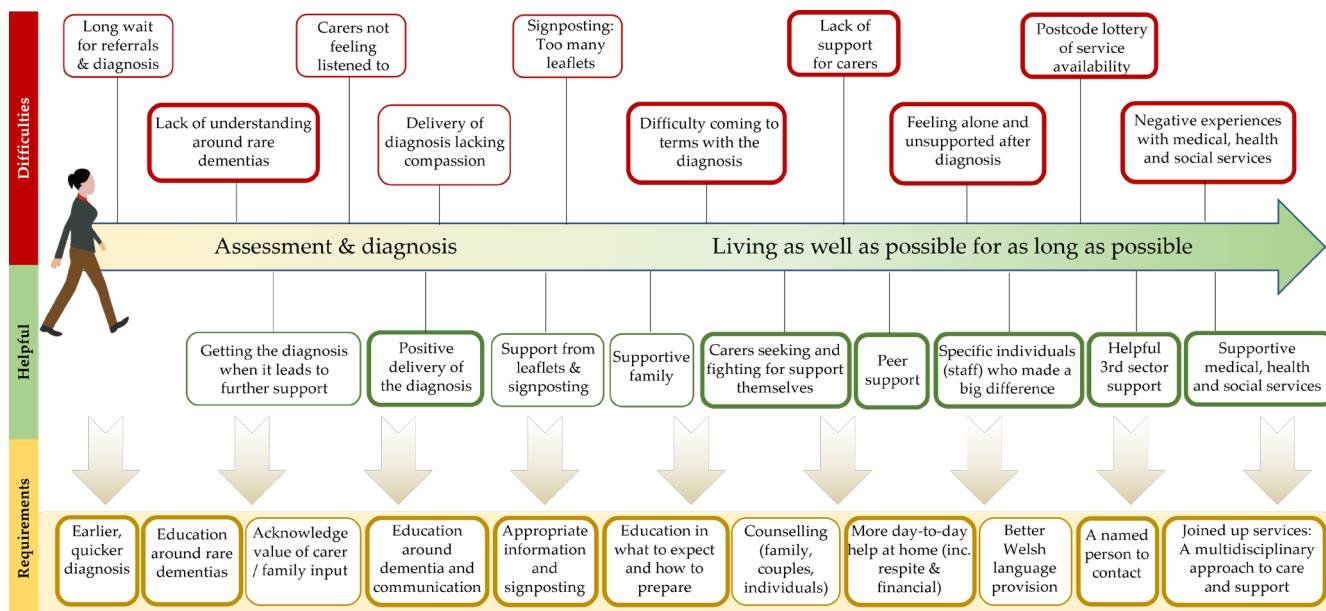 Difficulties
Long wait
for referrals
& diagnosis
Carers not
feeling
listened to
Signposting:
Too many
leaflets
Lack of
support
for carers
Postcode lottery
of service
availability
Lack of understanding
around rare
dementias
Delivery of
diagnosis lacking
compassion
Difficulty coming to
terms with the
diagnosis
Feeling alone and
unsupported after
diagnosis
Negative experiences
with medical, health
and social services
Assessment & diagnosis
Living as well as possible for as long as possible
Helpful
Getting the diagnosis
when it leads to
further support
Positive
delivery of
the diagnosis
Support from
leaflets &
signposting
Supportive
family
Carers seeking and
fighting for support
themselves
Peer
support
Specific individuals
(staff) who made a
big difference
Helpful
3rd sector
support
Supportive
medical, health
and social services
Requirements
Earlier,
quicker
diagnosis
Education
around rare
dementias
Acknowledge
value of carer
/ family input
Education
around
dementia and
communication
Appropriate
information
and
signposting
Education in
what to expect
and how to
prepare
Counselling
(family,
couples,
individuals)
More day-to-day
help at home (inc.
respite &
financial)
Better
Welsh
language
provision
A named
person to
contact
Joined up services:
A multidisciplinary
approach to care
and support